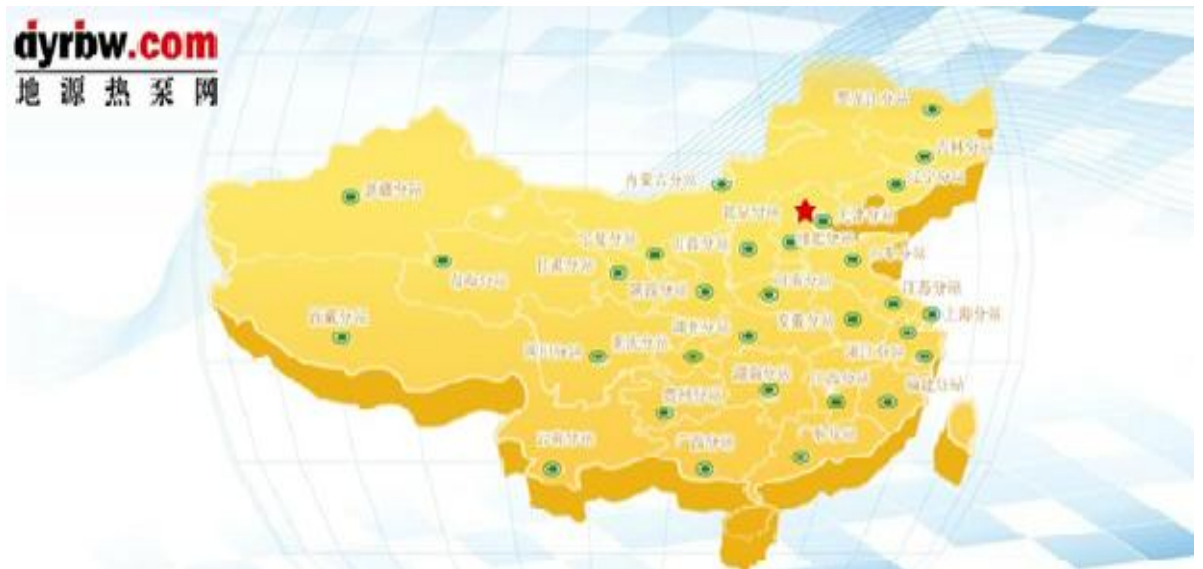 dyrbw.com
地源热泵网
黑龙江分站
吉林分站
内蒙古分站
辽宁分站
新疆分站
北京分站
天津分站
宁夏分站
山西分站
河北分站
山东分站
甘肃分站
青海分站
陕西分站
河南分站
江苏分站
上海分站
西藏分站
安徽分站
湖北分站
重庆分站
四川分站
浙江分站
湖南分站
江西分站
福建分站
贵州分站
云南分站
广西分站
广东分站